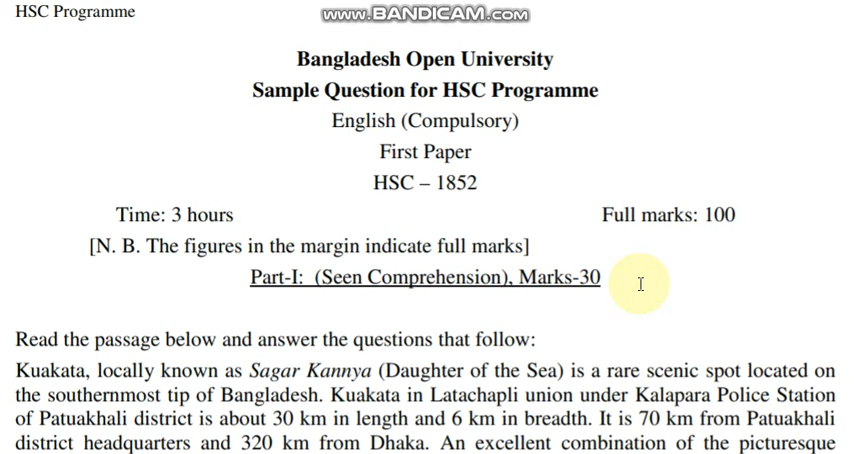 HSC Programme
www.BANDICAM.com
Bangladesh Open University
Sample Question for HSC Programme
English (Compulsory)
First Paper
HSC – 1852
Time: 3 hours Full marks: 100
[N. B. The figures in the margin indicate full marks]
Part-I: (Seen Comprehension), Marks-30
Read the passage below and answer the questions that follow:
Kuakata, locally known as Sagar Kannya (Daughter of the Sea) is a rare scenic spot located on
the southernmost tip of Bangladesh. Kuakata in Latachapli union under Kalapara Police Station
of Patuakhali district is about 30 km in length and 6 km in breadth. It is 70 km from Patuakhali
district headquarters and 320 km from Dhaka. An excellent combination of the picturesque